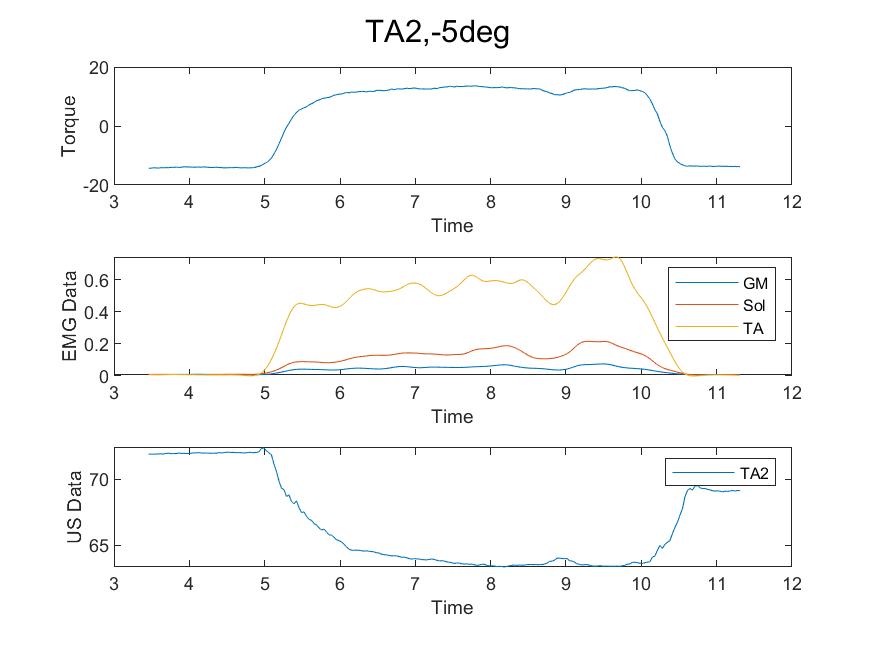 TA2,-5deg
20
0
-20
Torque
3 4 5 6 7 8 9 10 11 12
Time
0.6
0.4
0.2
0
EMG Data
GM
Sol
TA
3 4 5 6 7 8 9 10 11 12
Time
70
65
US Data
TA2
3 4 5 6 7 8 9 10 11 12
Time